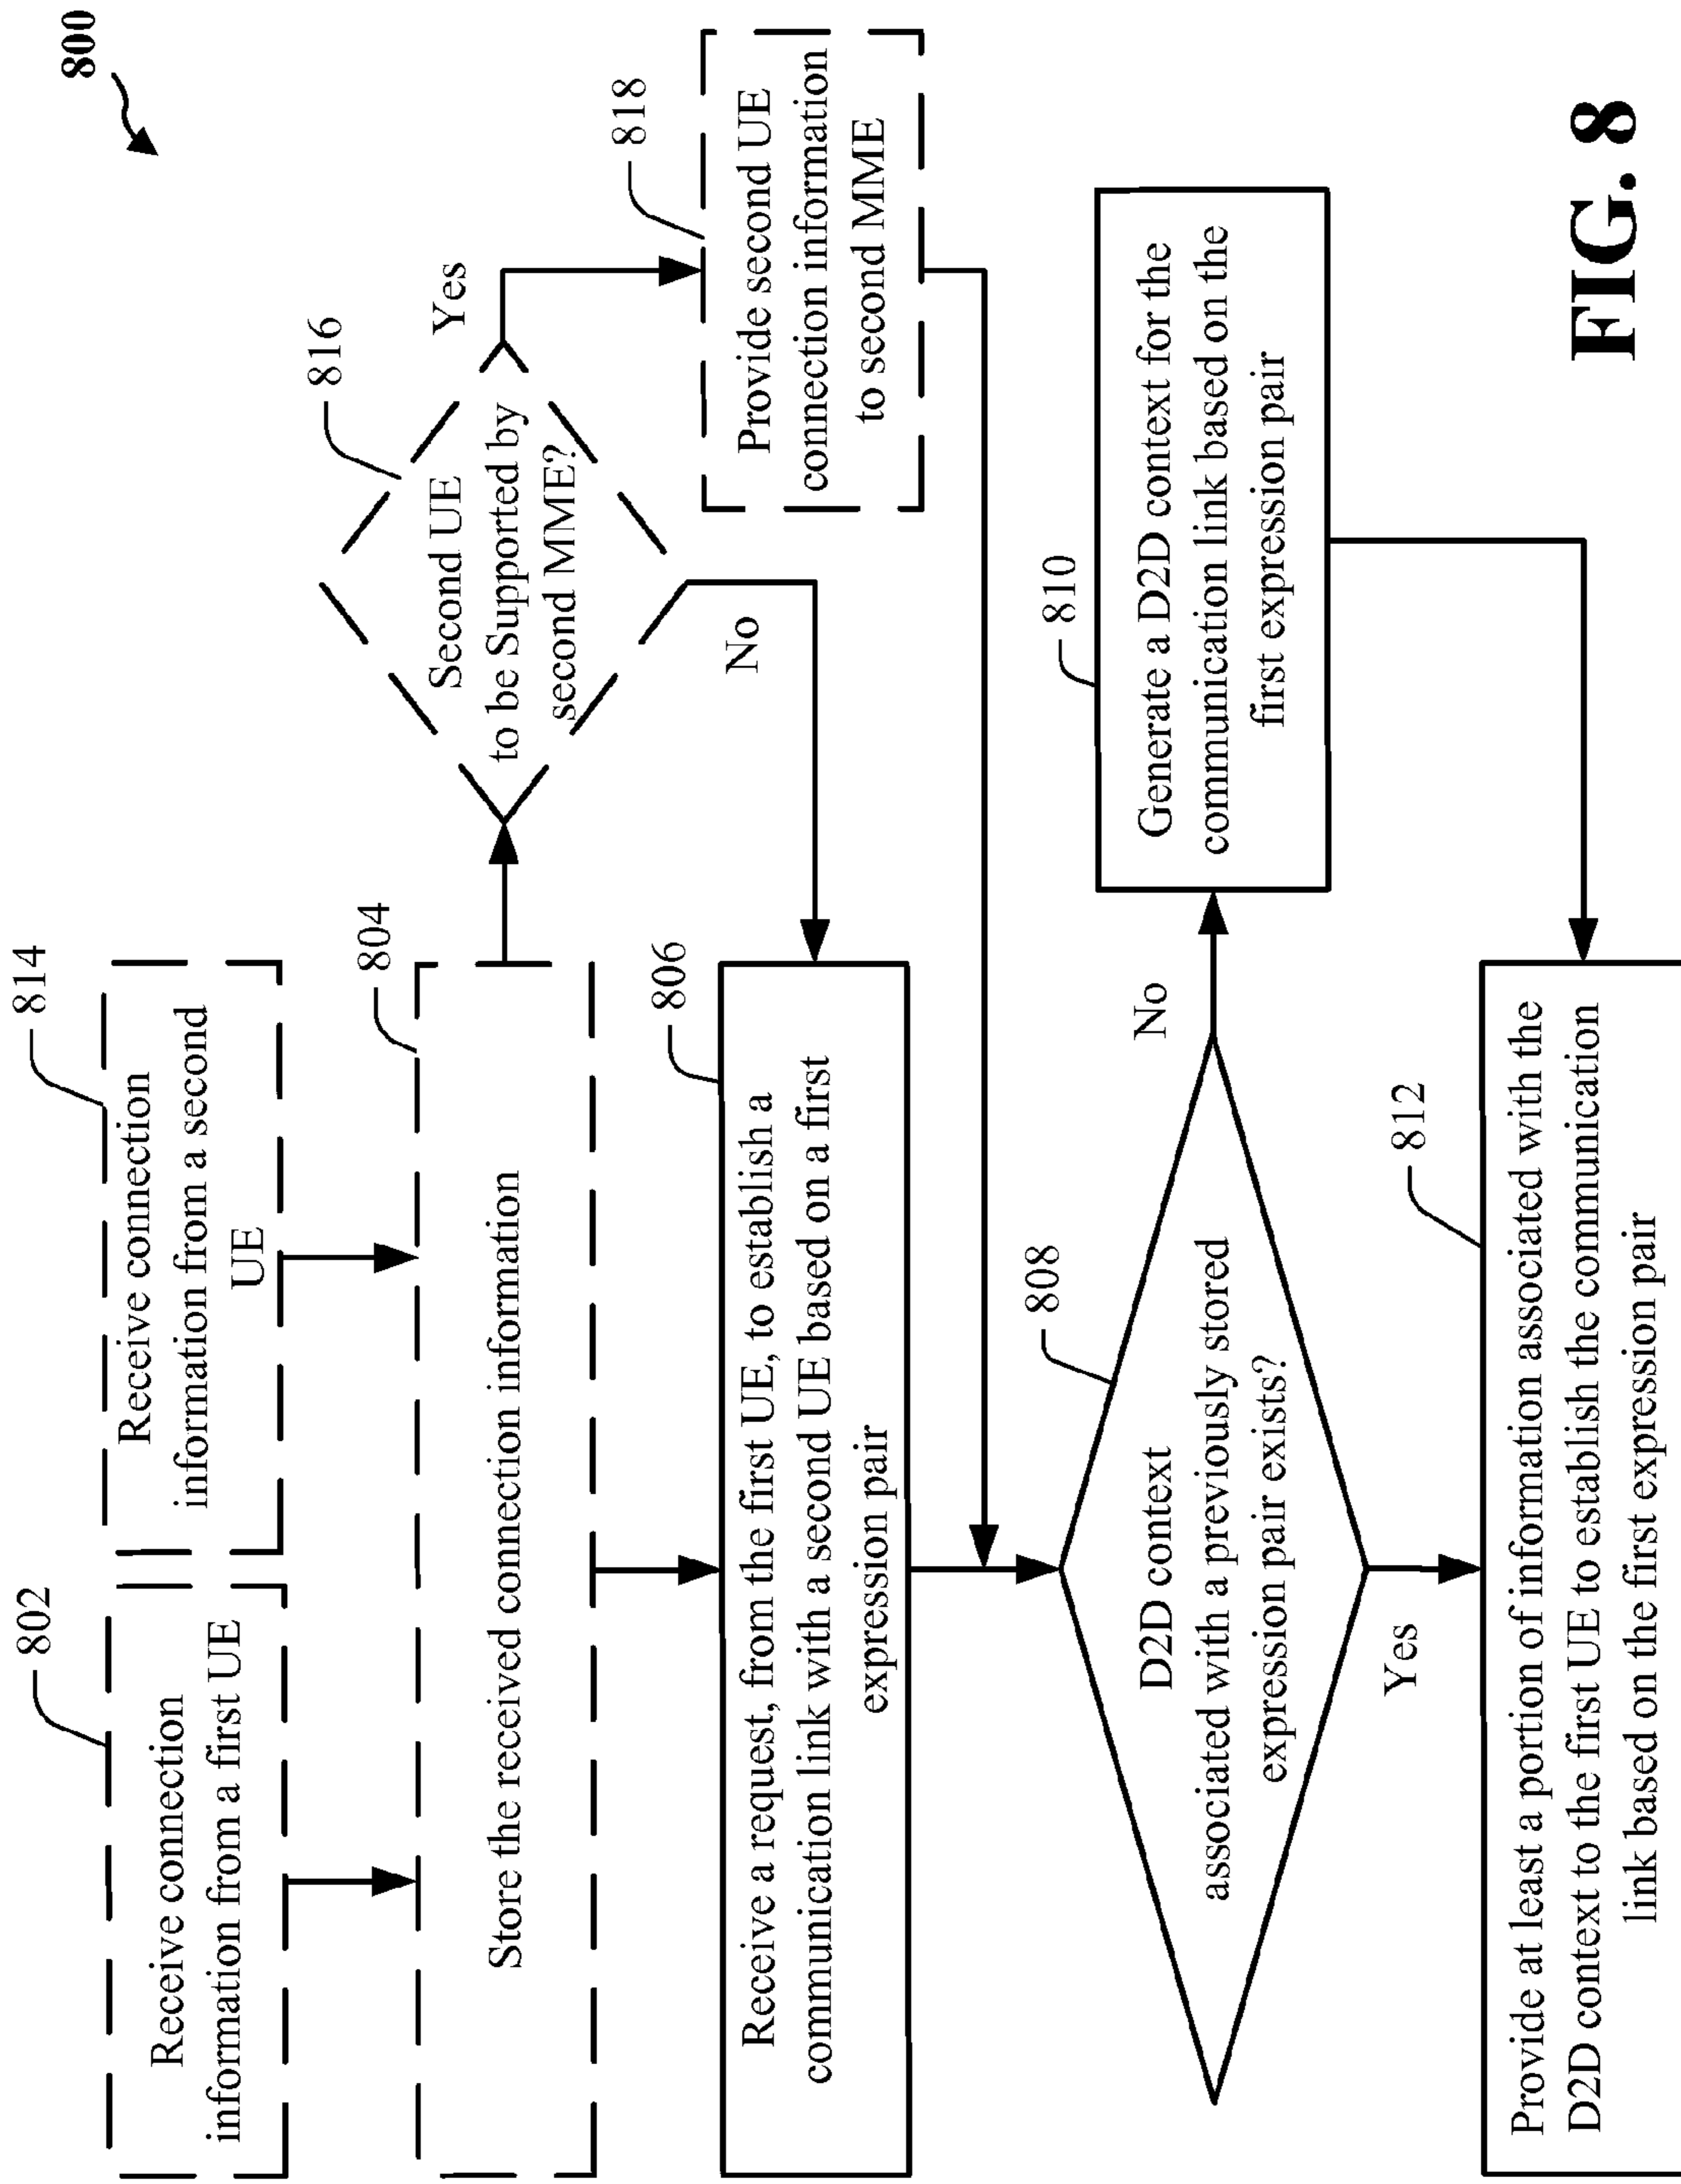 800
802
Receive connection
information from a first UE
814
Receive connection
information from a second
UE
804
Store the received connection information
816
Second UE
to be Supported by
second MME?
Yes
No
818
Provide second UE
connection information
to second MME
806
Receive a request, from the first UE, to establish a
communication link with a second UE based on a first
expression pair
808
D2D context
associated with a previously stored
expression pair exists?
No
Yes
810
Generate a D2D context for the
communication link based on the
first expression pair
812
Provide at least a portion of information associated with the
D2D context to the first UE to establish the communication
link based on the first expression pair
FIG. 8